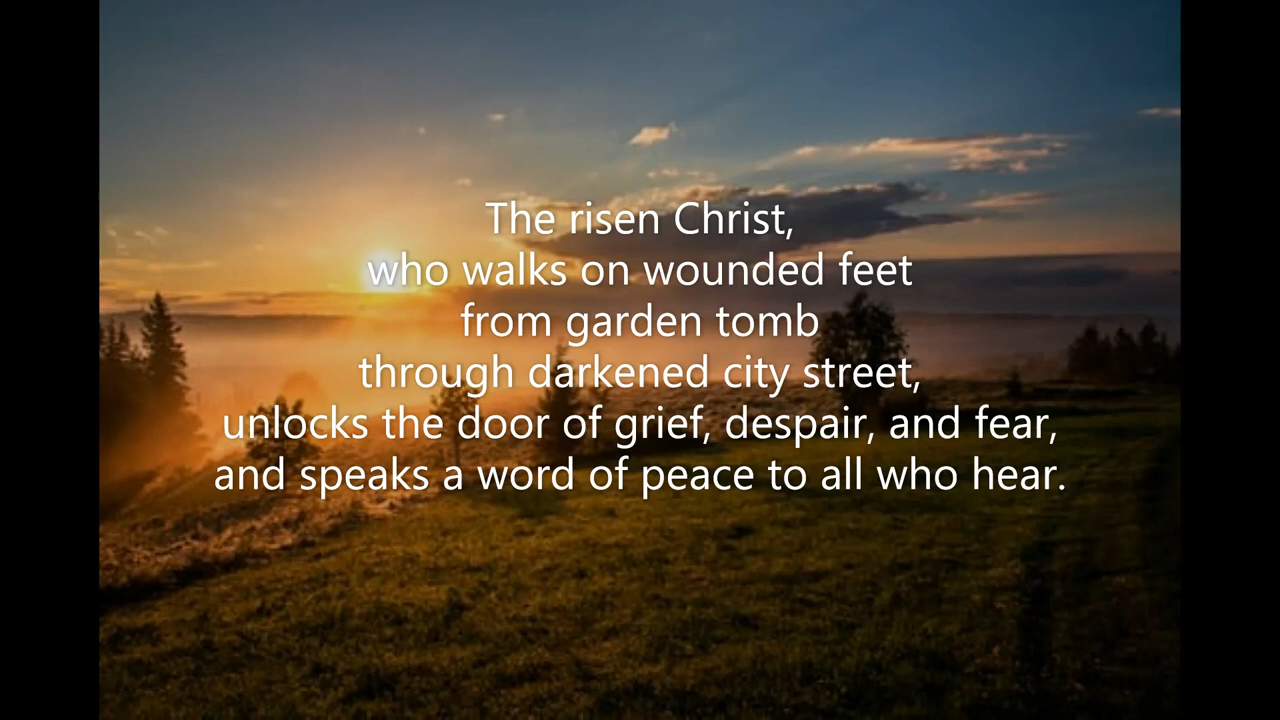 The risen Christ,
who walks on wounded feet
from garden tomb
through darkened city street,
unlocks the door of grief, despair, and fear,
and speaks a word of peace to all who hear.